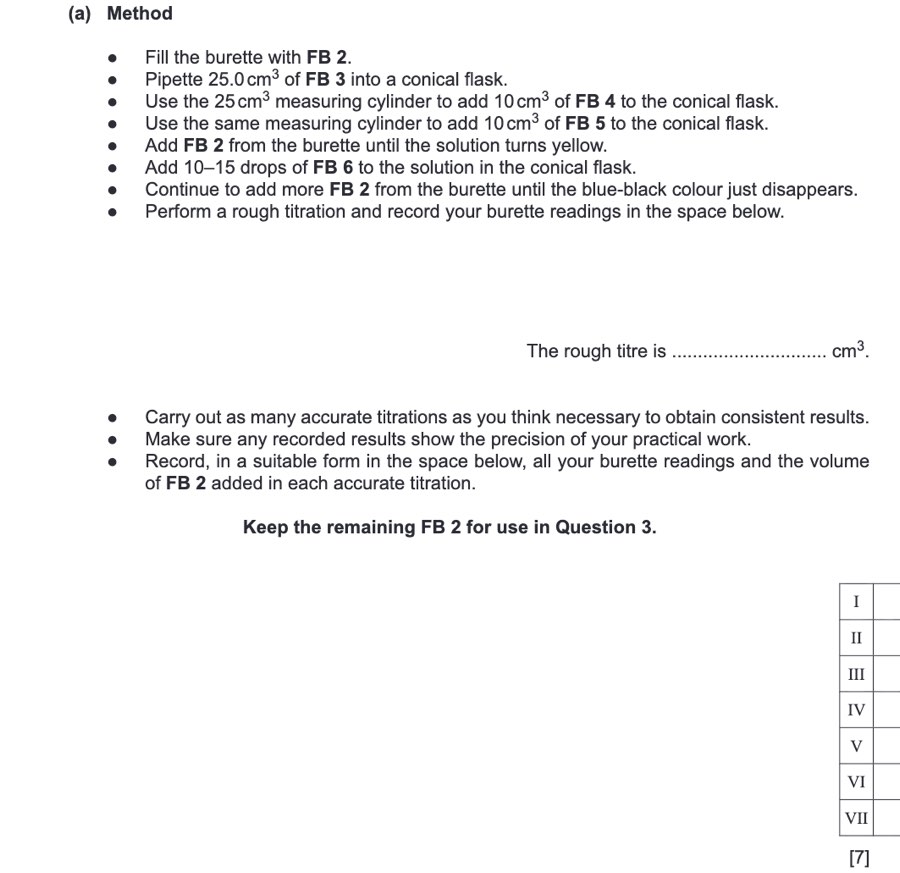 (a) Method
• Fill the burette with FB 2.
• Pipette 25.0 cm³ of FB 3 into a conical flask.
• Use the 25 cm³ measuring cylinder to add 10 cm³ of FB 4 to the conical flask.
• Use the same measuring cylinder to add 10 cm³ of FB 5 to the conical flask.
• Add FB 2 from the burette until the solution turns yellow.
• Add 10–15 drops of FB 6 to the solution in the conical flask.
• Continue to add more FB 2 from the burette until the blue-black colour just disappears.
• Perform a rough titration and record your burette readings in the space below.
The rough titre is .............................. cm³.
• Carry out as many accurate titrations as you think necessary to obtain consistent results.
• Make sure any recorded results show the precision of your practical work.
• Record, in a suitable form in the space below, all your burette readings and the volume
of FB 2 added in each accurate titration.
Keep the remaining FB 2 for use in Question 3.
I
II
III
IV
V
VI
VII
[7]